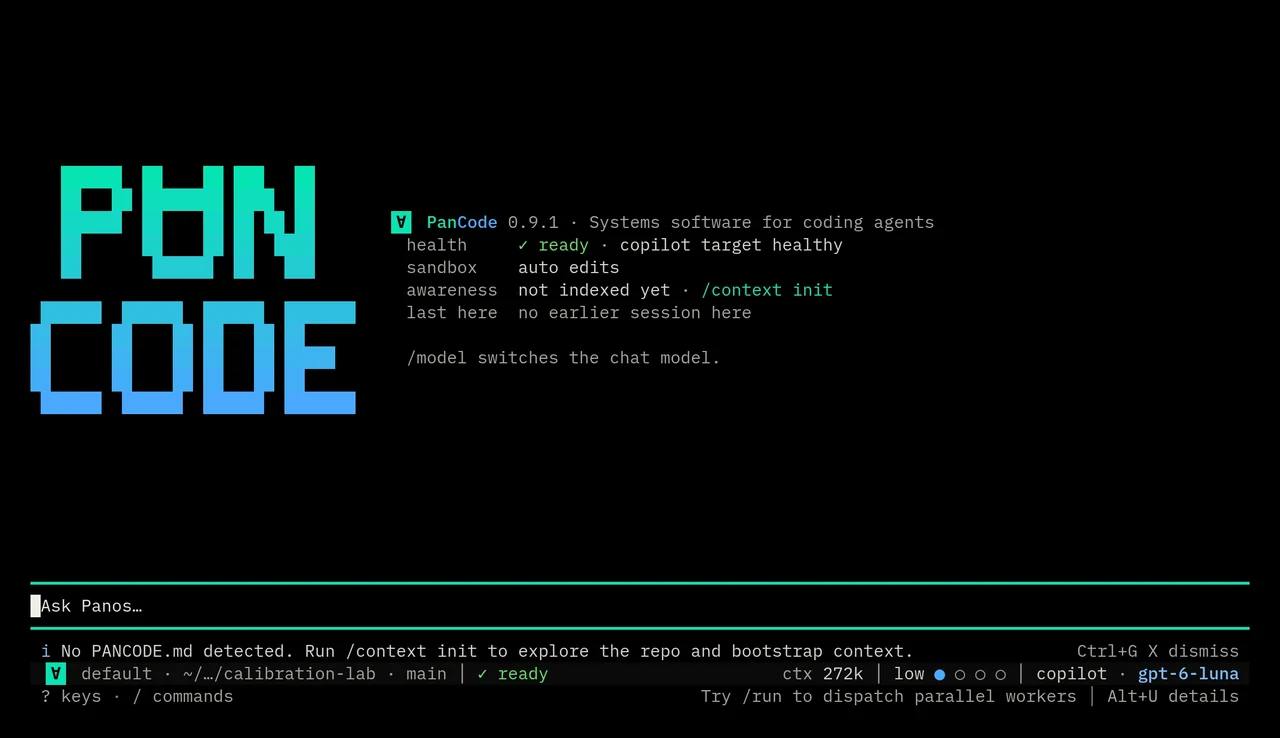 P∀N
CODE
∀ PanCode 0.9.1 · Systems software for coding agents
health ✓ ready · copilot target healthy
sandbox auto edits
awareness not indexed yet · /context init
last here no earlier session here
/model switches the chat model.
Ask Panos…
i No PANCODE.md detected. Run /context init to explore the repo and bootstrap context. Ctrl+G X dismiss
∀ default · ~/…/calibration-lab · main │ ✓ ready ctx 272k │ low ● ○ ○ ○ │ copilot · gpt-6-luna
? keys · / commands Try /run to dispatch parallel workers │ Alt+U details